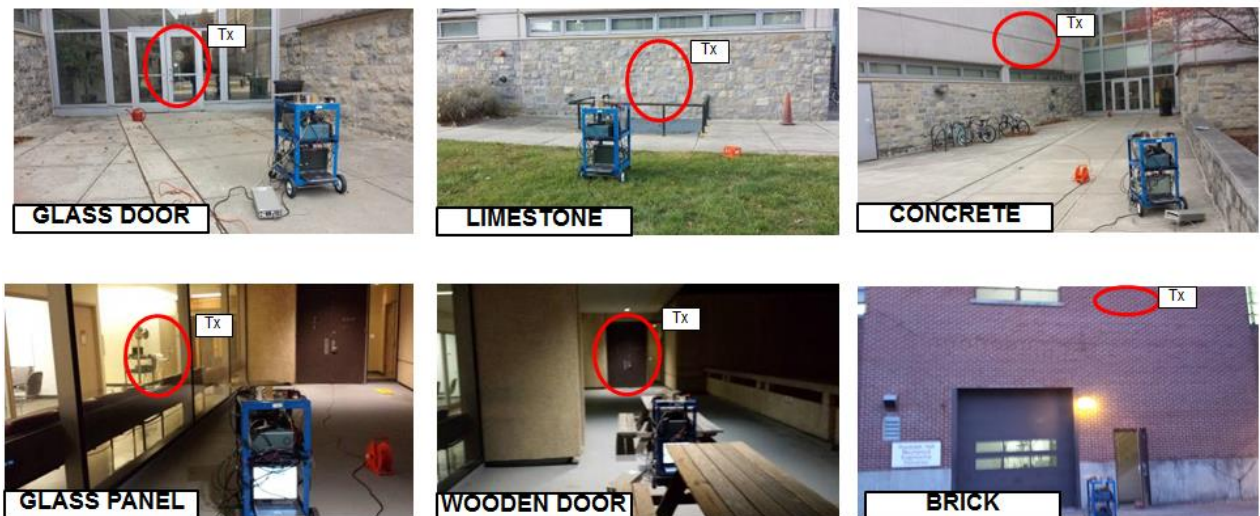 Tx
GLASS DOOR
Tx
LIMESTONE
Tx
CONCRETE
Tx
GLASS PANEL
Tx
WOODEN DOOR
Tx
BRICK